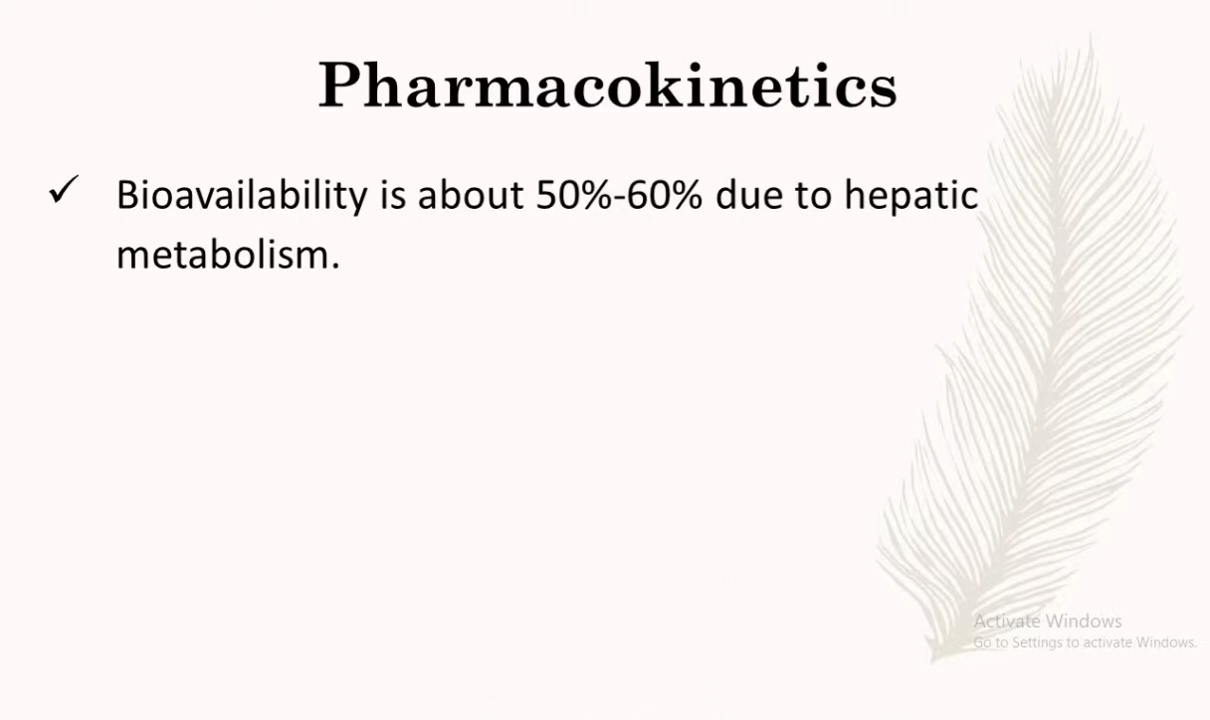 Pharmacokinetics
✓ Bioavailability is about 50%-60% due to hepatic
metabolism.
Activate Windows
Go to Settings to activate Windows.